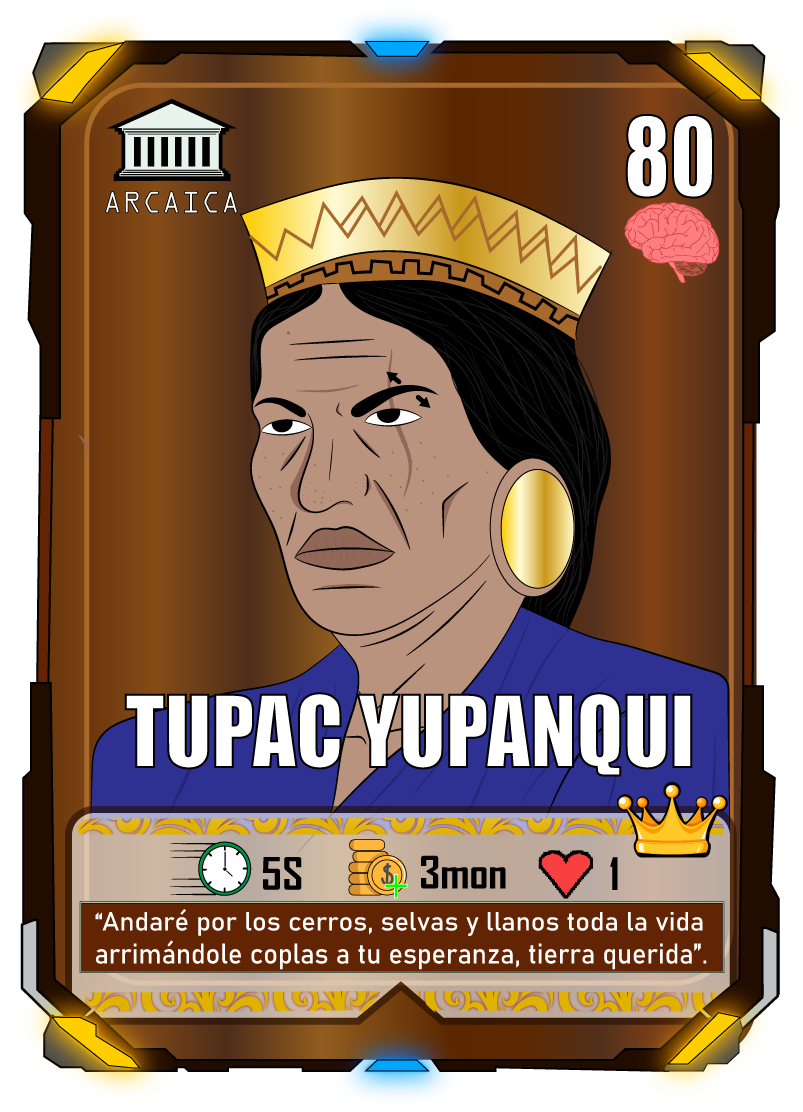 ARCAICA
80
TUPAC YUPANQUI
5S
$
3mon
1
“Andaré por los cerros, selvas y llanos toda la vida
arrimándole coplas a tu esperanza, tierra querida”.